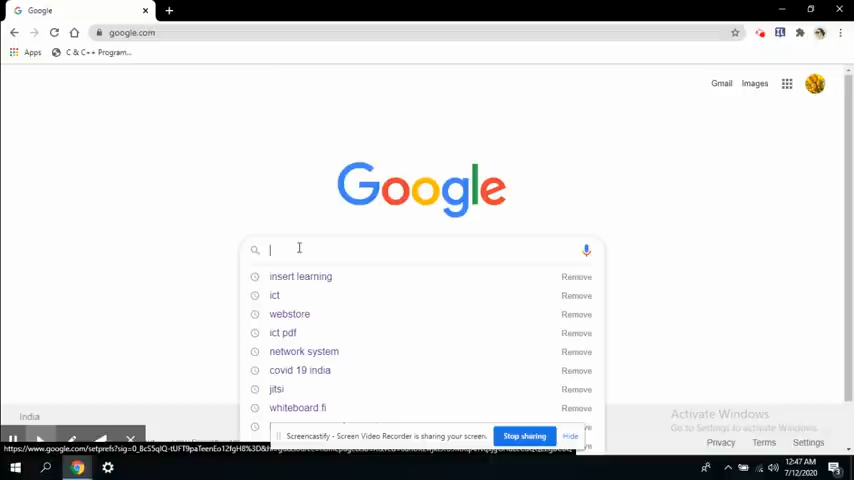 Google
google.com
Apps
C & C++ Program...
Gmail
Images
Google
insert learning
Remove
ict
Remove
webstore
Remove
ict pdf
Remove
network system
Remove
covid 19 india
Remove
jitsi
Remove
whiteboard.fi
Remove
India
Activate Windows
Go to Settings to activate Windows.
Screencastify - Screen Video Recorder is sharing your screen.
Stop sharing
Hide
Privacy
Terms
Settings
12:47 AM
7/12/2020